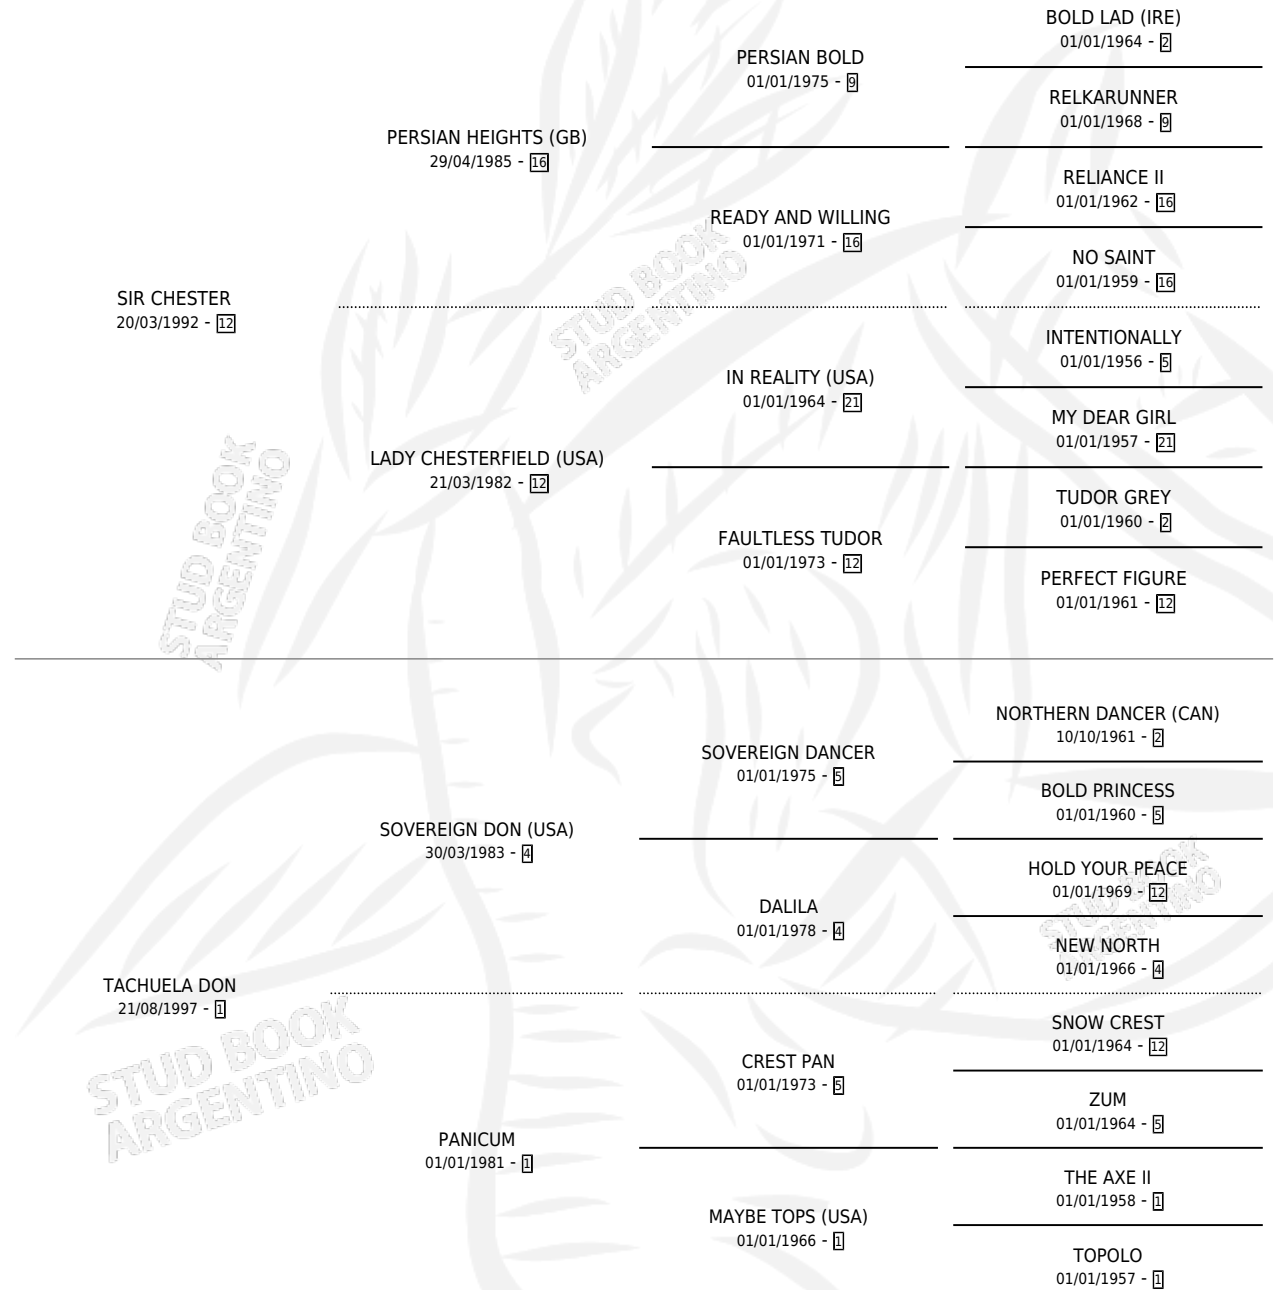 BOLD LAD (IRE)
01/01/1964 - 2
PERSIAN BOLD
01/01/1975 - 9
RELKARUNNER
01/01/1968 - 9
PERSIAN HEIGHTS (GB)
29/04/1985 - 16
RELIANCE II
01/01/1962 - 16
READY AND WILLING
01/01/1971 - 16
NO SAINT
01/01/1959 - 16
SIR CHESTER
20/03/1992 - 12
STUD BOOK
ARGENTINO
INTENTIONALLY
01/01/1956 - 5
IN REALITY (USA)
01/01/1964 - 21
MY DEAR GIRL
01/01/1957 - 21
LADY CHESTERFIELD (USA)
21/03/1982 - 12
TUDOR GREY
01/01/1960 - 2
FAULTLESS TUDOR
01/01/1973 - 12
PERFECT FIGURE
01/01/1961 - 12
STUD BOOK
ARGENTINO
NORTHERN DANCER (CAN)
10/10/1961 - 2
SOVEREIGN DANCER
01/01/1975 - 5
BOLD PRINCESS
01/01/1960 - 5
SOVEREIGN DON (USA)
30/03/1983 - 4
HOLD YOUR PEACE
01/01/1969 - 12
DALILA
01/01/1978 - 4
NEW NORTH
01/01/1966 - 4
STUD BOOK
ARGENTINO
TACHUELA DON
21/08/1997 - 1
SNOW CREST
01/01/1964 - 12
CREST PAN
01/01/1973 - 5
ZUM
01/01/1964 - 5
STUD BOOK
ARGENTINO
PANICUM
01/01/1981 - 1
THE AXE II
01/01/1958 - 1
MAYBE TOPS (USA)
01/01/1966 - 1
TOPOLO
01/01/1957 - 1